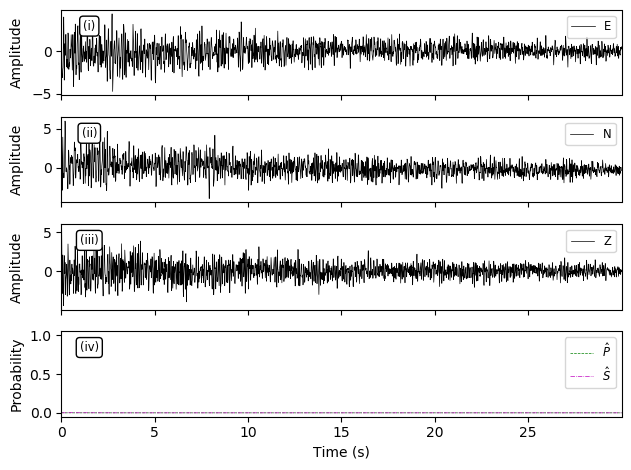 Amplitude
0
−5
(i)
E
Amplitude
5
0
(ii)
N
Amplitude
5
0
(iii)
Z
Probability
1.0
0.5
0.0
(iv)
P̂
Ŝ
0 5 10 15 20 25
Time (s)